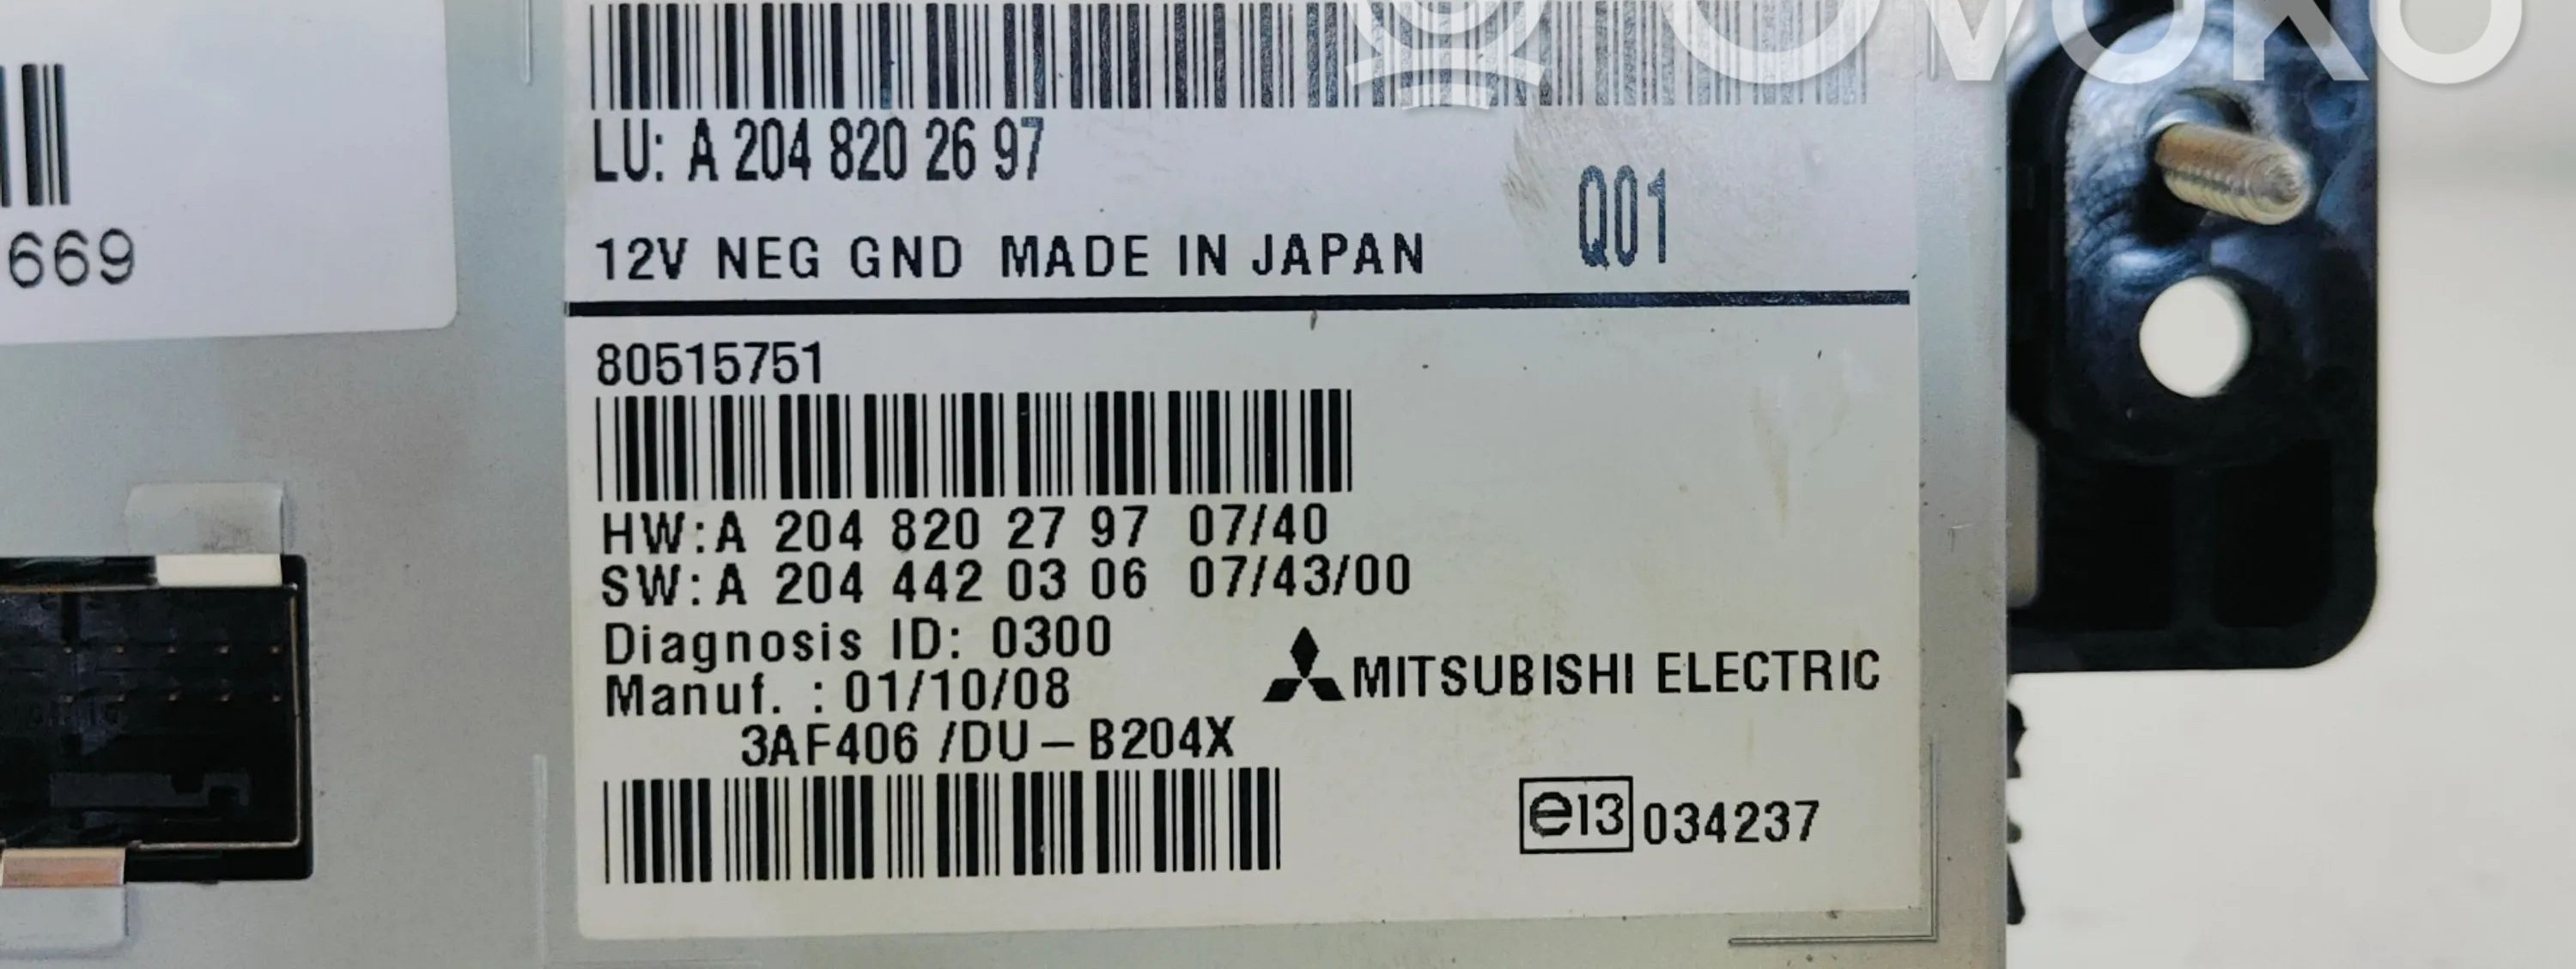 OVOKO
LU: A 204 820 26 97
Q01
12V NEG GND MADE IN JAPAN
669
80515751
HW:A 204 820 27 97 07/40
SW:A 204 442 03 06 07/43/00
Diagnosis ID: 0300
Manuf. : 01/10/08
MITSUBISHI ELECTRIC
3AF406 /DU-B204X
e13 034237